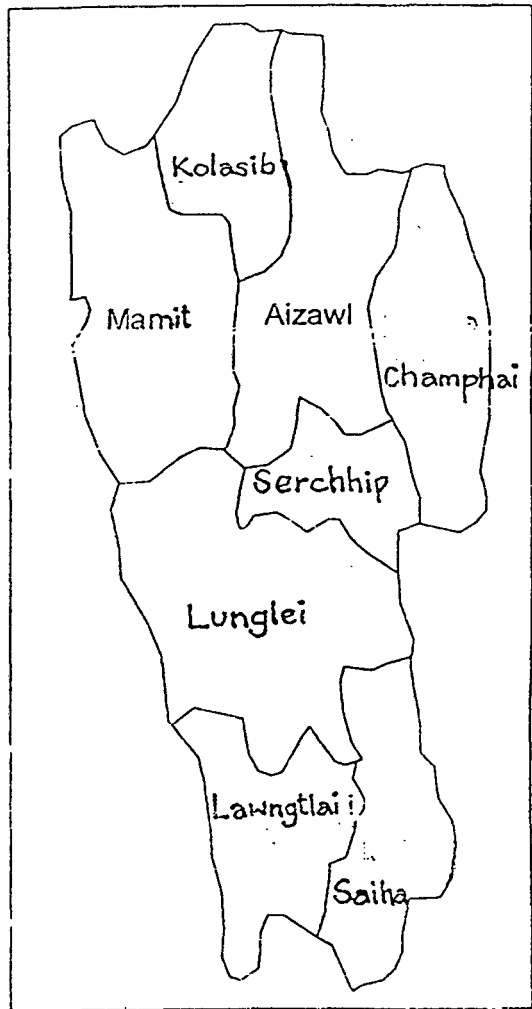 Kolasib
Mamit
Aizawl
Champhai
Serchhip
Lunglei
Lawngtlai
Saiha